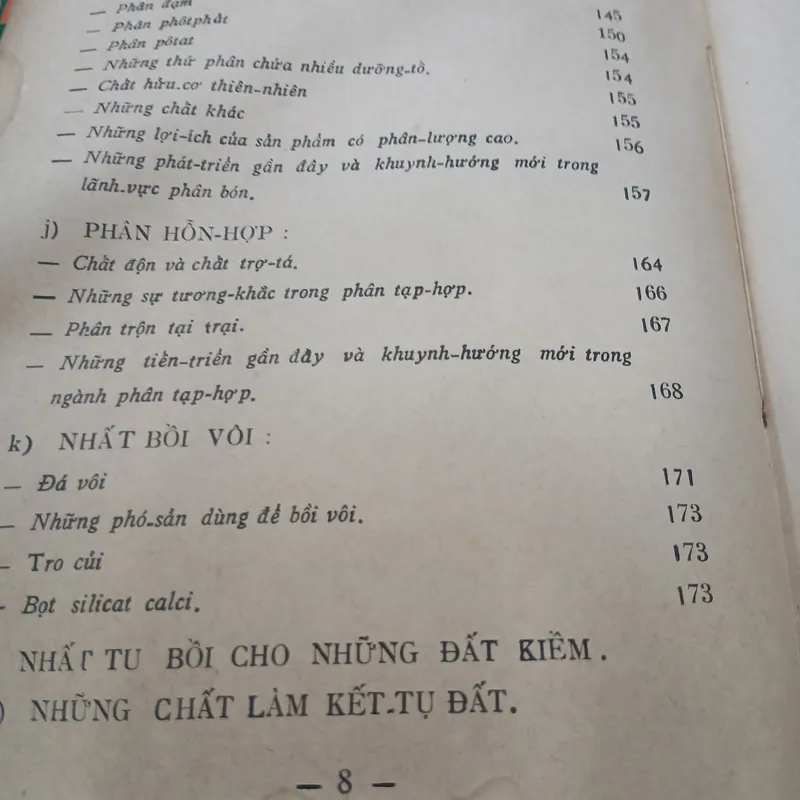 — Phân đạm 145
— Phân phôtphât 150
— Phân pôtat 154
— Những thứ phân chứa nhiều dưỡng-tố. 154
— Chất hữu-cơ thiên-nhiên 155
— Những chất khác 155
— Những lợi-ích của sản phẩm có phân-lượng cao. 156
— Những phát-triển gần đây và khuynh-hướng mới trong
lãnh-vực phân bón. 157
j) PHÂN HỒN-HỢP :
— Chất độn và chất trợ-tá. 164
— Những sự tương-khắc trong phân tạp-hợp. 166
— Phân trộn tại trại. 167
— Những tiến-triển gần đây và khuynh-hướng mới trong
ngành phân tạp-hợp. 168
k) NHẤT BỒI VÔI :
— Đá vôi 171
— Những phó-sản dùng để bồi vôi. 173
— Tro củi 173
- Bọt silicat calci. 173
NHẤT TU BỒI CHO NHỮNG ĐẤT KIỀM .
) NHỮNG CHẤT LÀM KẾT-TỤ ĐẤT.
— 8 —